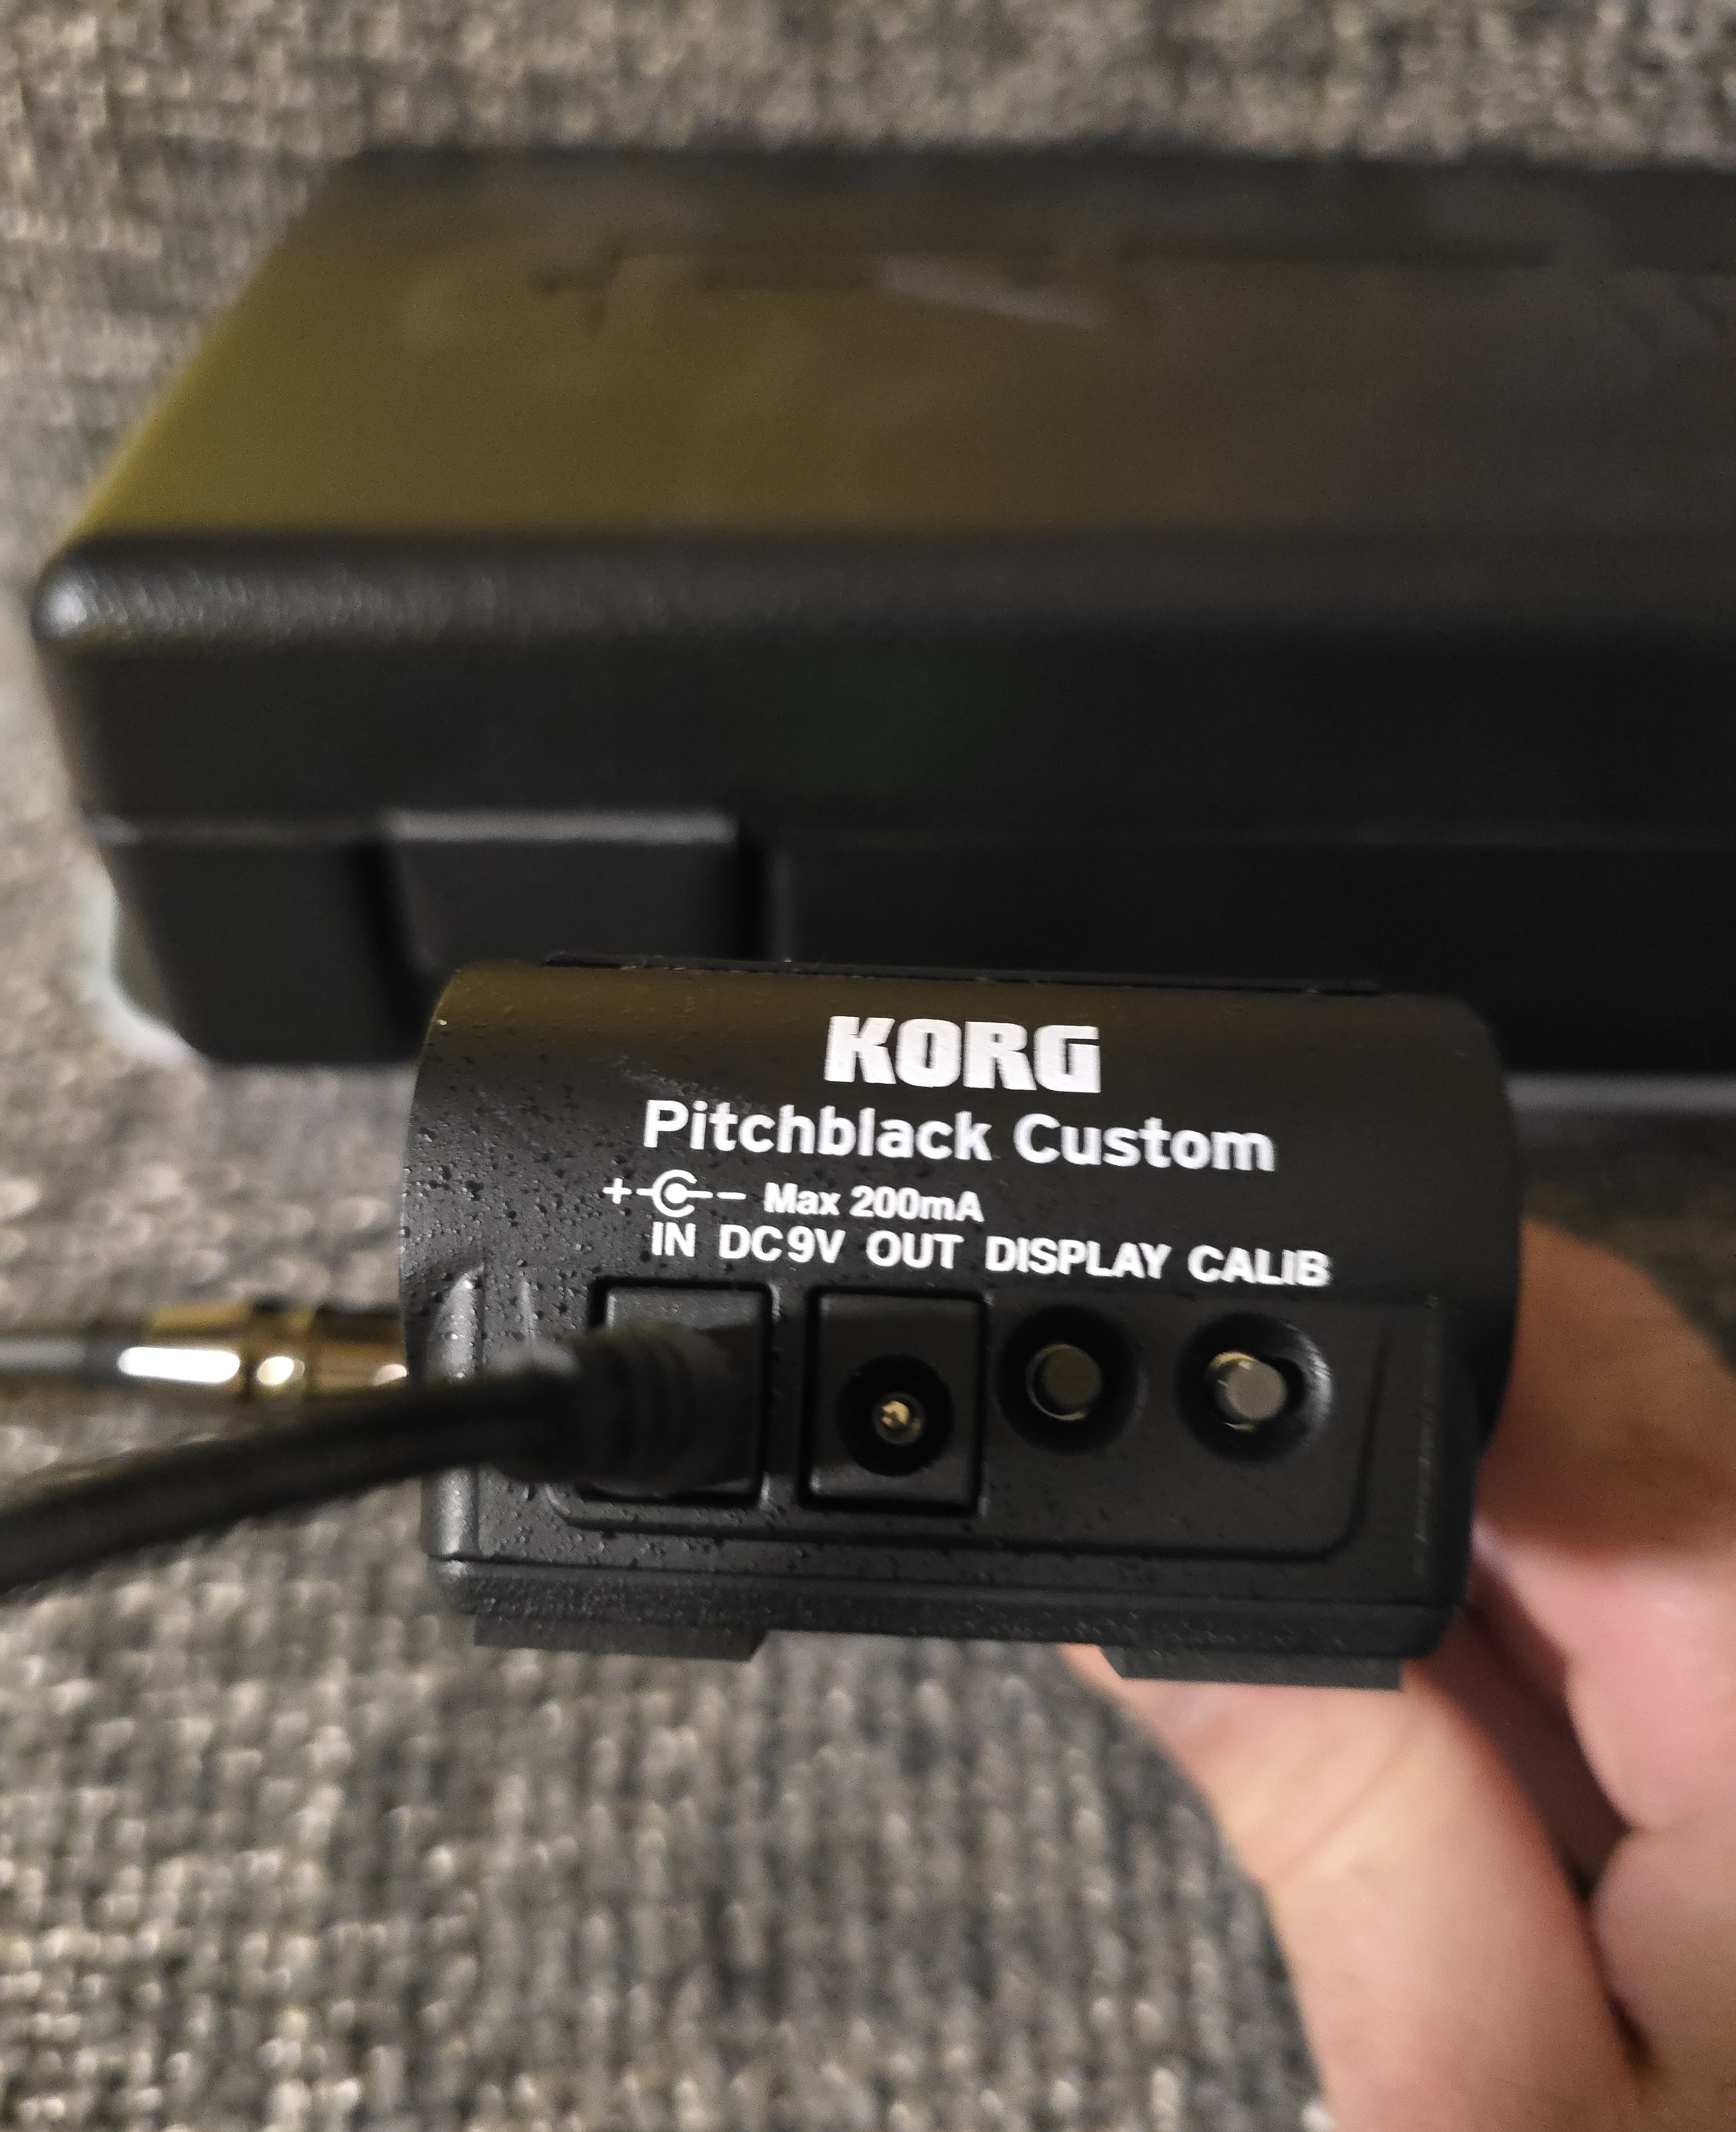 KORG
Pitchblack Custom
+ - Max 200mA
IN DC9V OUT DISPLAY CALIB